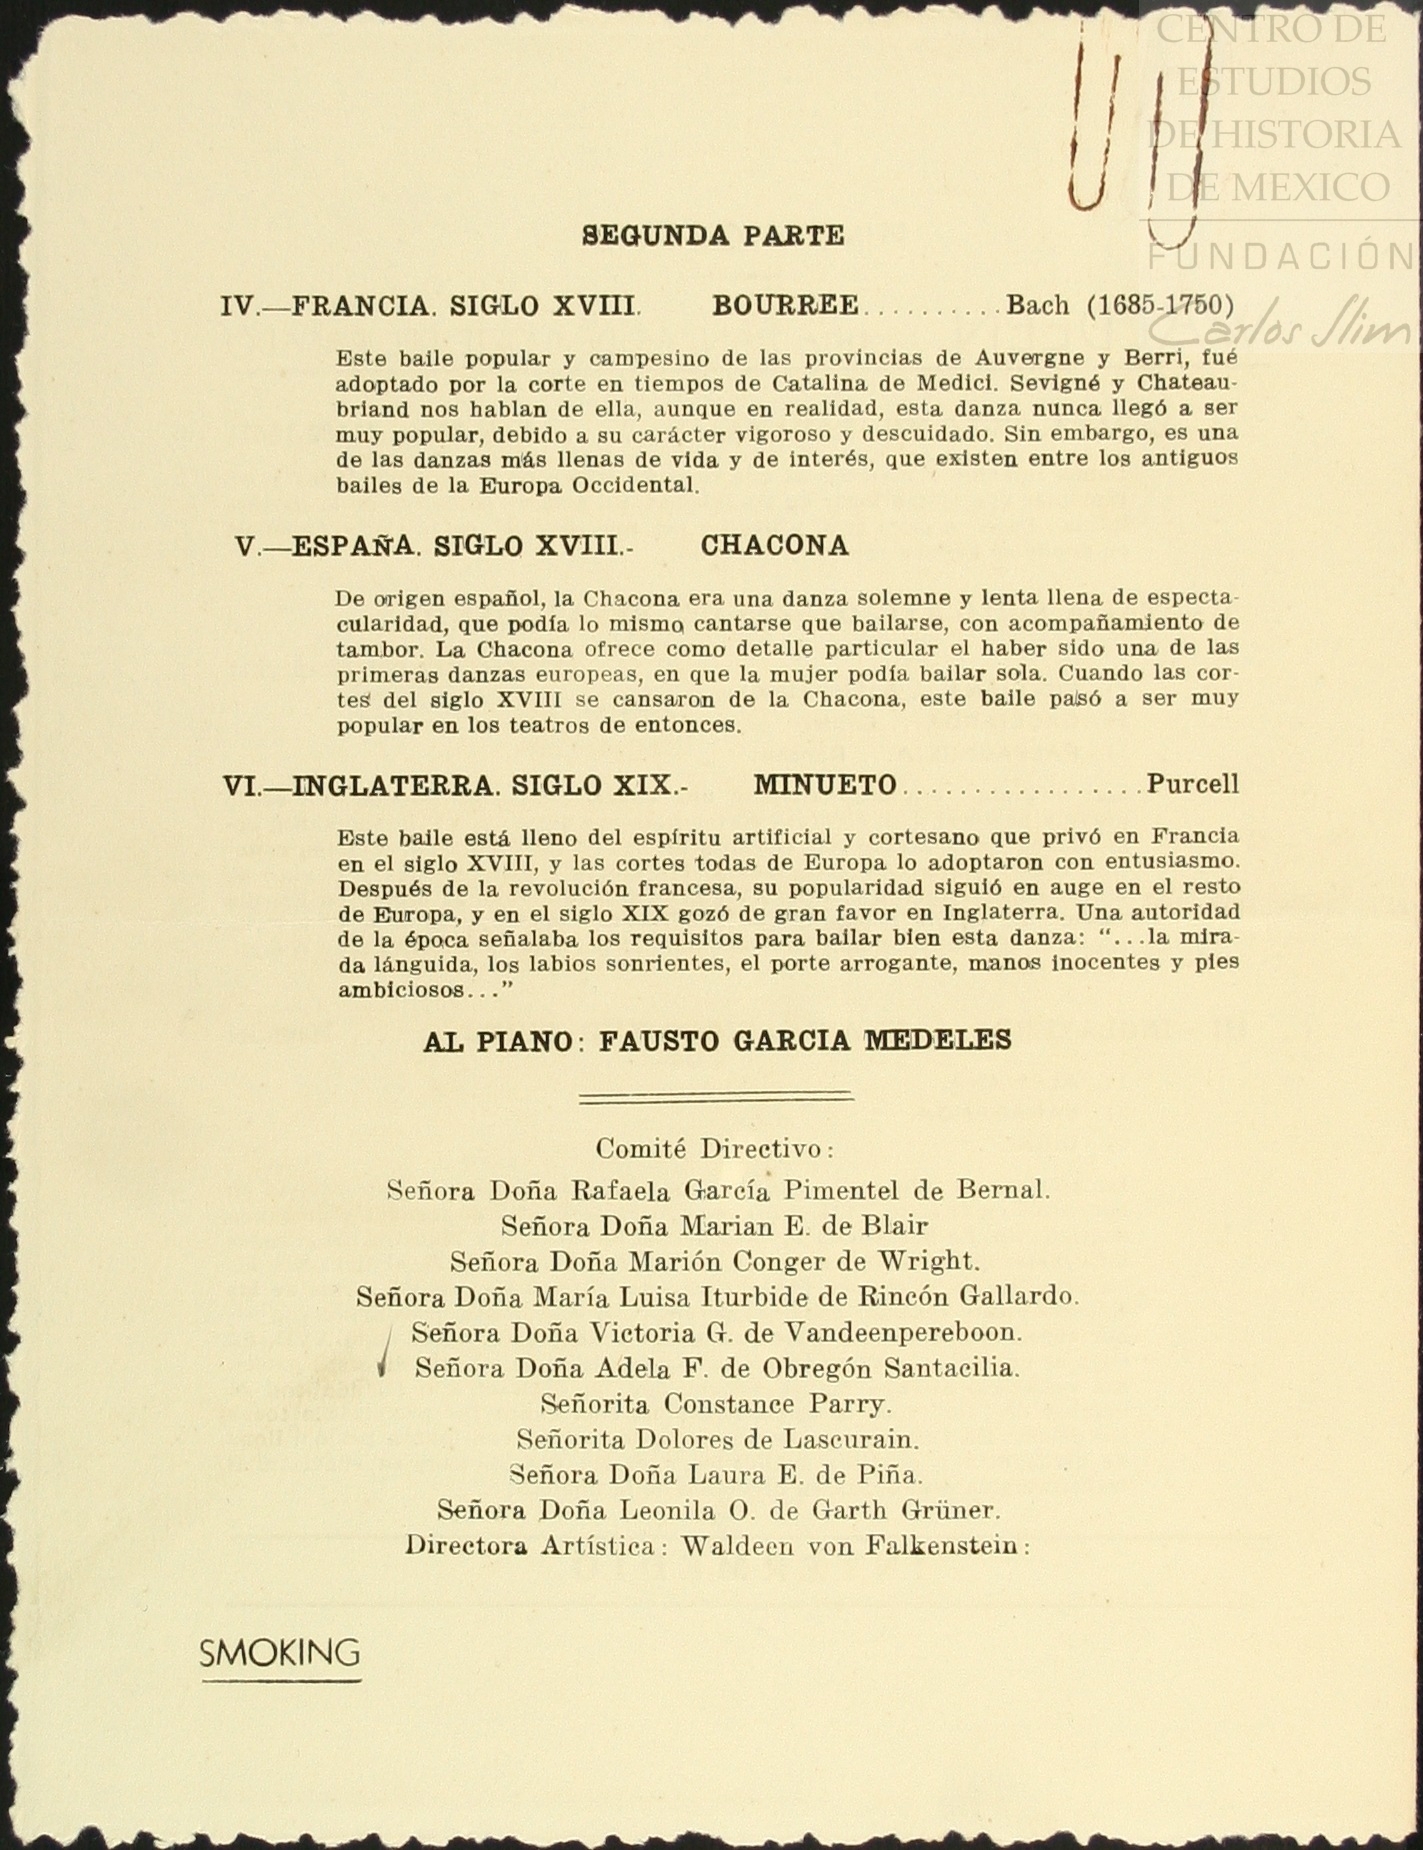 CENTRO DE
ESTUDIOS
DE HISTORIA
DE MEXICO
FUNDACIÓN
Carlos Slim
SEGUNDA PARTE
IV.—FRANCIA. SIGLO XVIII. BOURREE..........Bach (1685-1750)
Este baile popular y campesino de las provincias de Auvergne y Berri, fué
adoptado por la corte en tiempos de Catalina de Medici. Sevigné y Chateau-
briand nos hablan de ella, aunque en realidad, esta danza nunca llegó a ser
muy popular, debido a su carácter vigoroso y descuidado. Sin embargo, es una
de las danzas más llenas de vida y de interés, que existen entre los antiguos
bailes de la Europa Occidental.
V.—ESPAÑA. SIGLO XVIII.- CHACONA
De origen español, la Chacona era una danza solemne y lenta llena de especta-
cularidad, que podía lo mismo cantarse que bailarse, con acompañamiento de
tambor. La Chacona ofrece como detalle particular el haber sido una de las
primeras danzas europeas, en que la mujer podía bailar sola. Cuando las cor-
tes del siglo XVIII se cansaron de la Chacona, este baile pasó a ser muy
popular en los teatros de entonces.
VI.—INGLATERRA. SIGLO XIX.- MINUETO.................Purcell
Este baile está lleno del espíritu artificial y cortesano que privó en Francia
en el siglo XVIII, y las cortes todas de Europa lo adoptaron con entusiasmo.
Después de la revolución francesa, su popularidad siguió en auge en el resto
de Europa, y en el siglo XIX gozó de gran favor en Inglaterra. Una autoridad
de la época señalaba los requisitos para bailar bien esta danza: “...la mira-
da lánguida, los labios sonrientes, el porte arrogante, manos inocentes y pies
ambiciosos...”
AL PIANO: FAUSTO GARCIA MEDELES
Comité Directivo:
Señora Doña Rafaela García Pimentel de Bernal.
Señora Doña Marian E. de Blair
Señora Doña Marión Conger de Wright.
Señora Doña María Luisa Iturbide de Rincón Gallardo.
Señora Doña Victoria G. de Vandeenpereboon.
Señora Doña Adela F. de Obregón Santacilia.
Señorita Constance Parry.
Señorita Dolores de Lascurain.
Señora Doña Laura E. de Piña.
Señora Doña Leonila O. de Garth Grüner.
Directora Artística: Waldeen von Falkenstein:
SMOKING